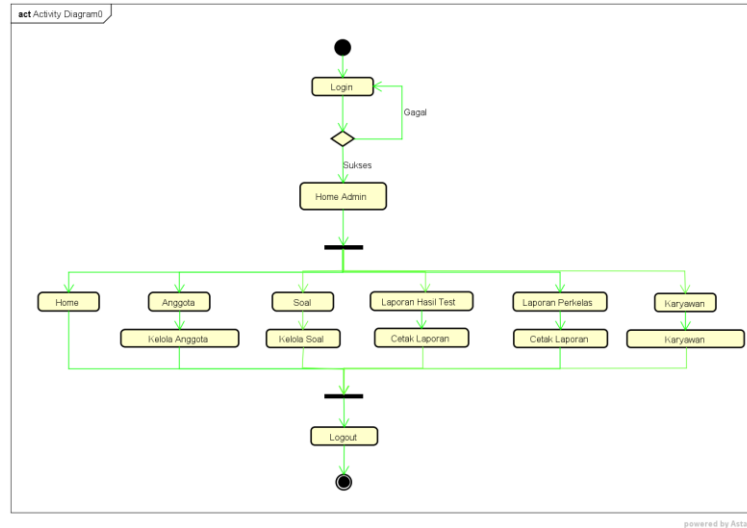 act Activity Diagram0
Login
Gagal
Sukses
Home Admin
Home
Anggota
Soal
Laporan Hasil Test
Laporan Perkelas
Karyawan
Kelola Anggota
Kelola Soal
Cetak Laporan
Cetak Laporan
Karyawan
Logout
powered by Asta